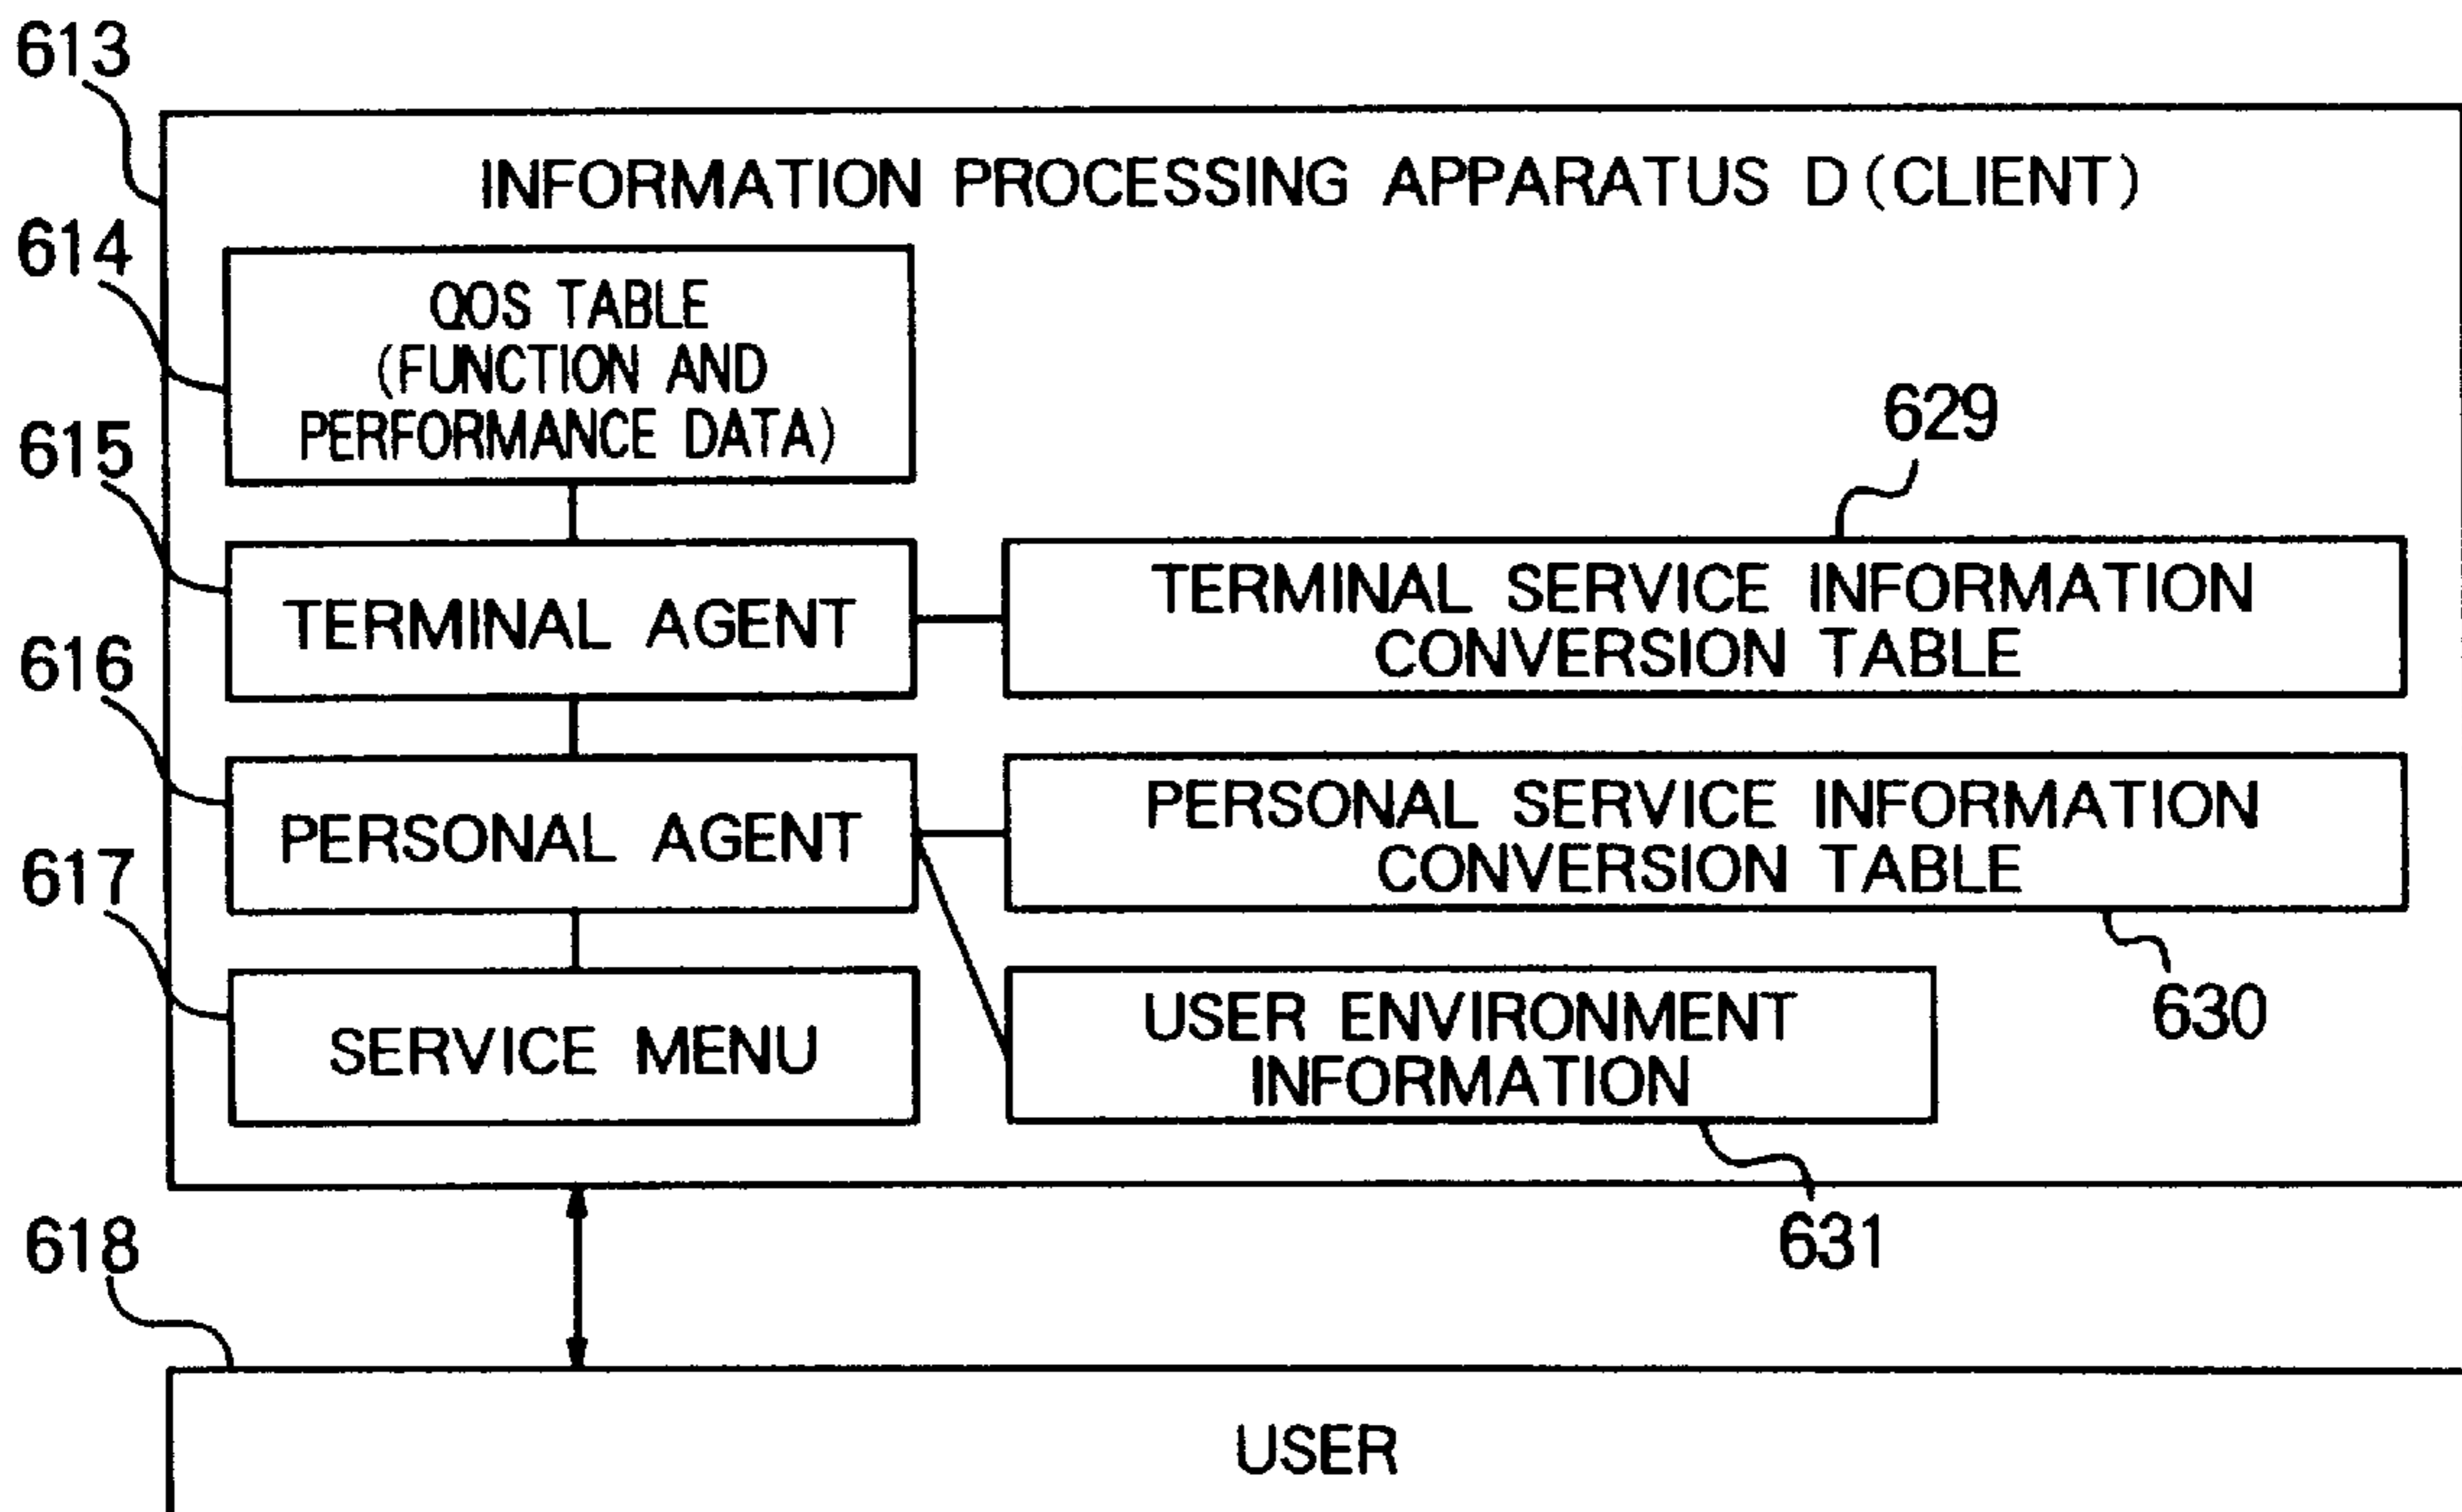 613
INFORMATION PROCESSING APPARATUS D (CLIENT)
614
QOS TABLE
(FUNCTION AND
PERFORMANCE DATA)
615
629
TERMINAL AGENT
TERMINAL SERVICE INFORMATION
CONVERSION TABLE
616
PERSONAL AGENT
PERSONAL SERVICE INFORMATION
CONVERSION TABLE
617
630
SERVICE MENU
USER ENVIRONMENT
INFORMATION
618
631
USER